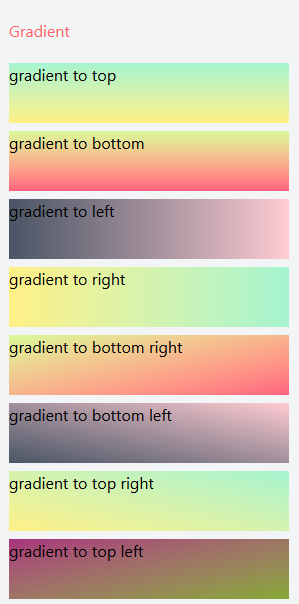 Gradient
gradient to top
gradient to bottom
gradient to left
gradient to right
gradient to bottom right
gradient to bottom left
gradient to top right
gradient to top left